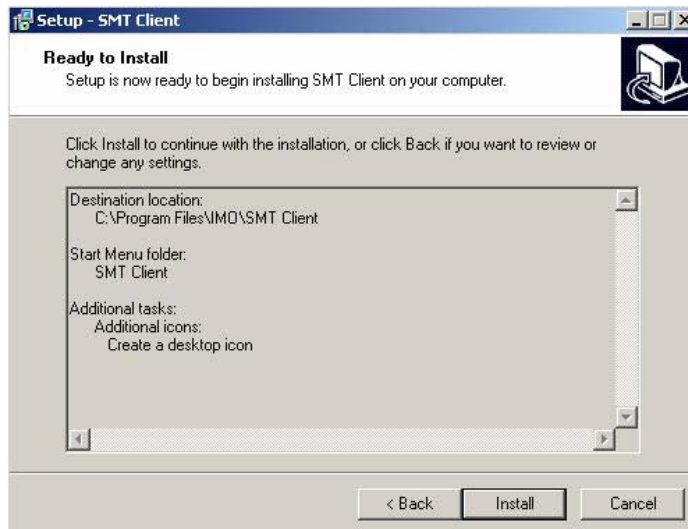 Setup - SMT Client
Ready to Install
Setup is now ready to begin installing SMT Client on your computer.
Click Install to continue with the installation, or click Back if you want to review or
change any settings.
Destination location:
C:\Program Files\IMO\SMT Client
Start Menu folder:
SMT Client
Additional tasks:
Additional icons:
Create a desktop icon
< Back
Install
Cancel